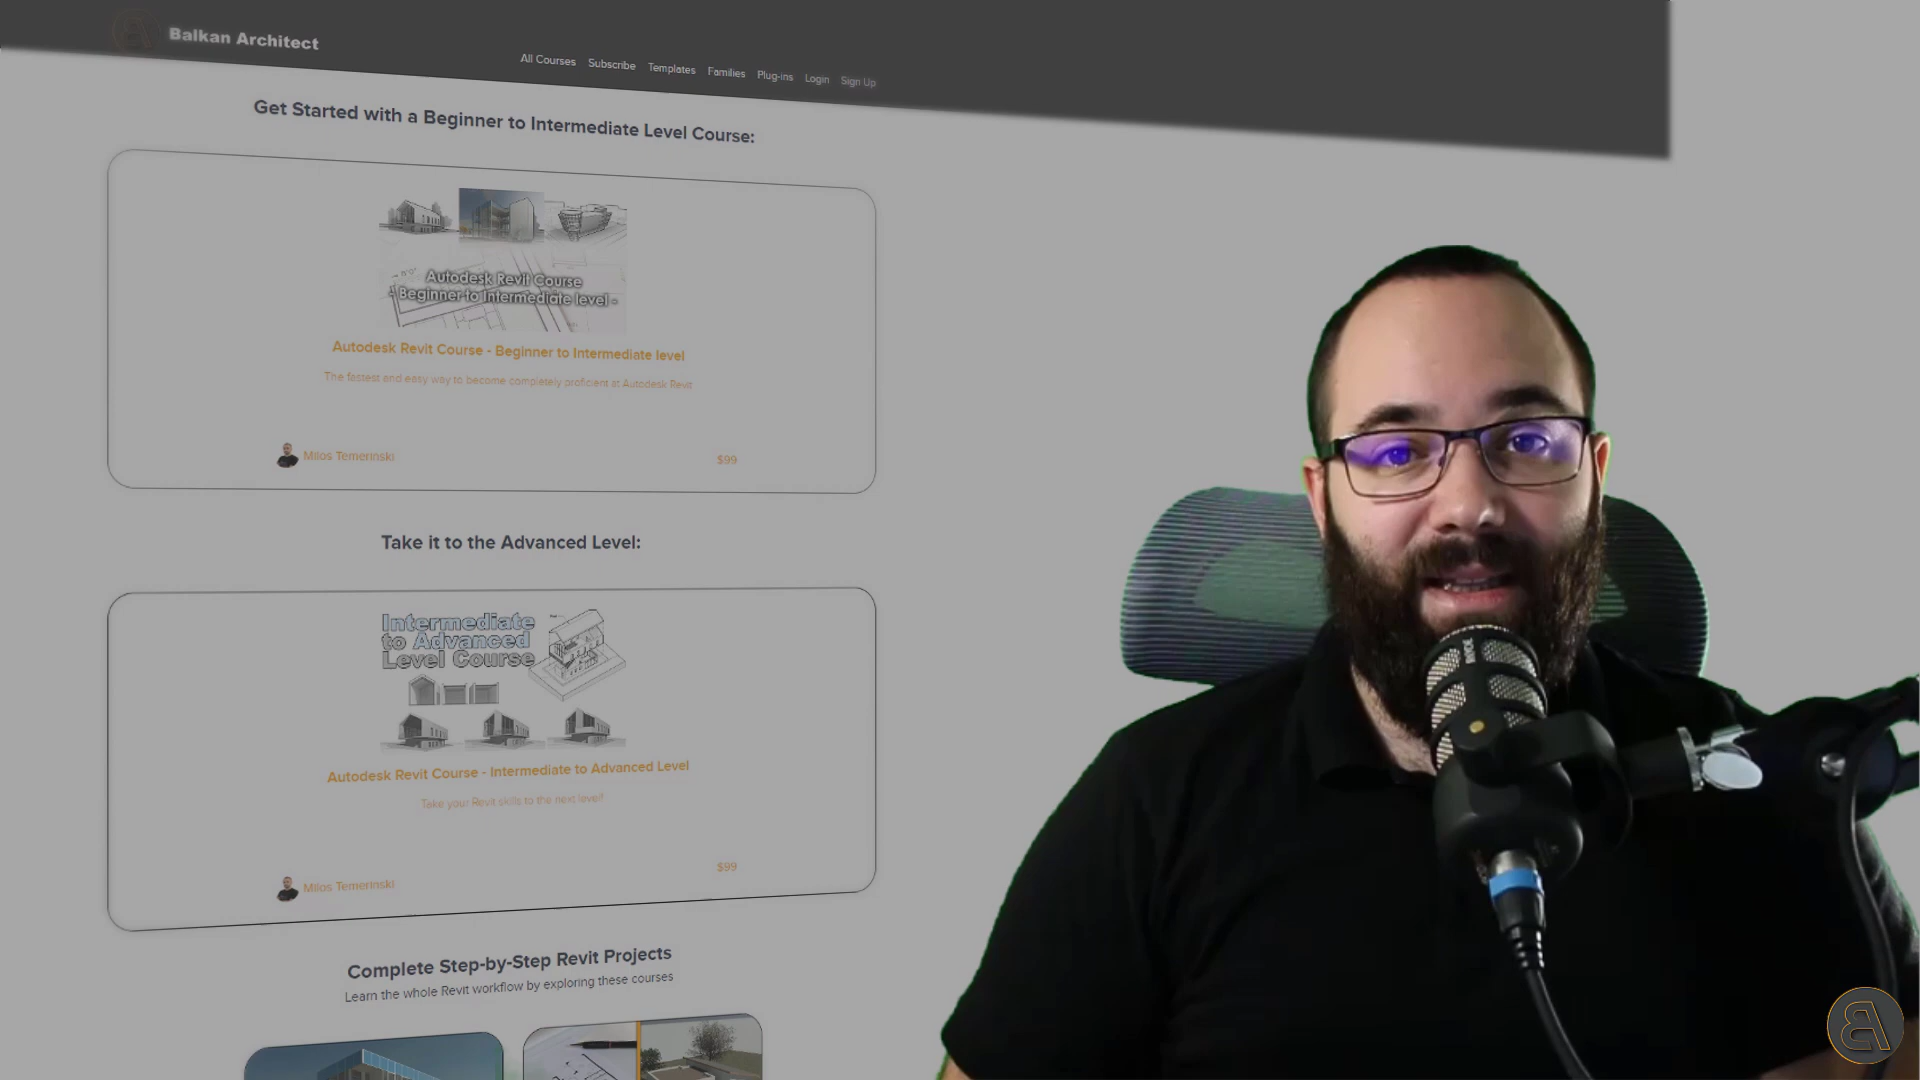 Balkan Architect
All Courses Subscribe Templates Families Plug-ins Login Sign Up
Get Started with a Beginner to Intermediate Level Course:
Autodesk Revit Course
- Beginner to Intermediate level -
Autodesk Revit Course - Beginner to Intermediate level
The fastest and easy way to become completely proficient at Autodesk Revit
Milos Temerinski
$99
Take it to the Advanced Level:
Intermediate
to Advanced
Level Course
Autodesk Revit Course - Intermediate to Advanced Level
Take your Revit skills to the next level!
Milos Temerinski
$99
Complete Step-by-Step Revit Projects
Learn the whole Revit workflow by exploring these courses
RODE